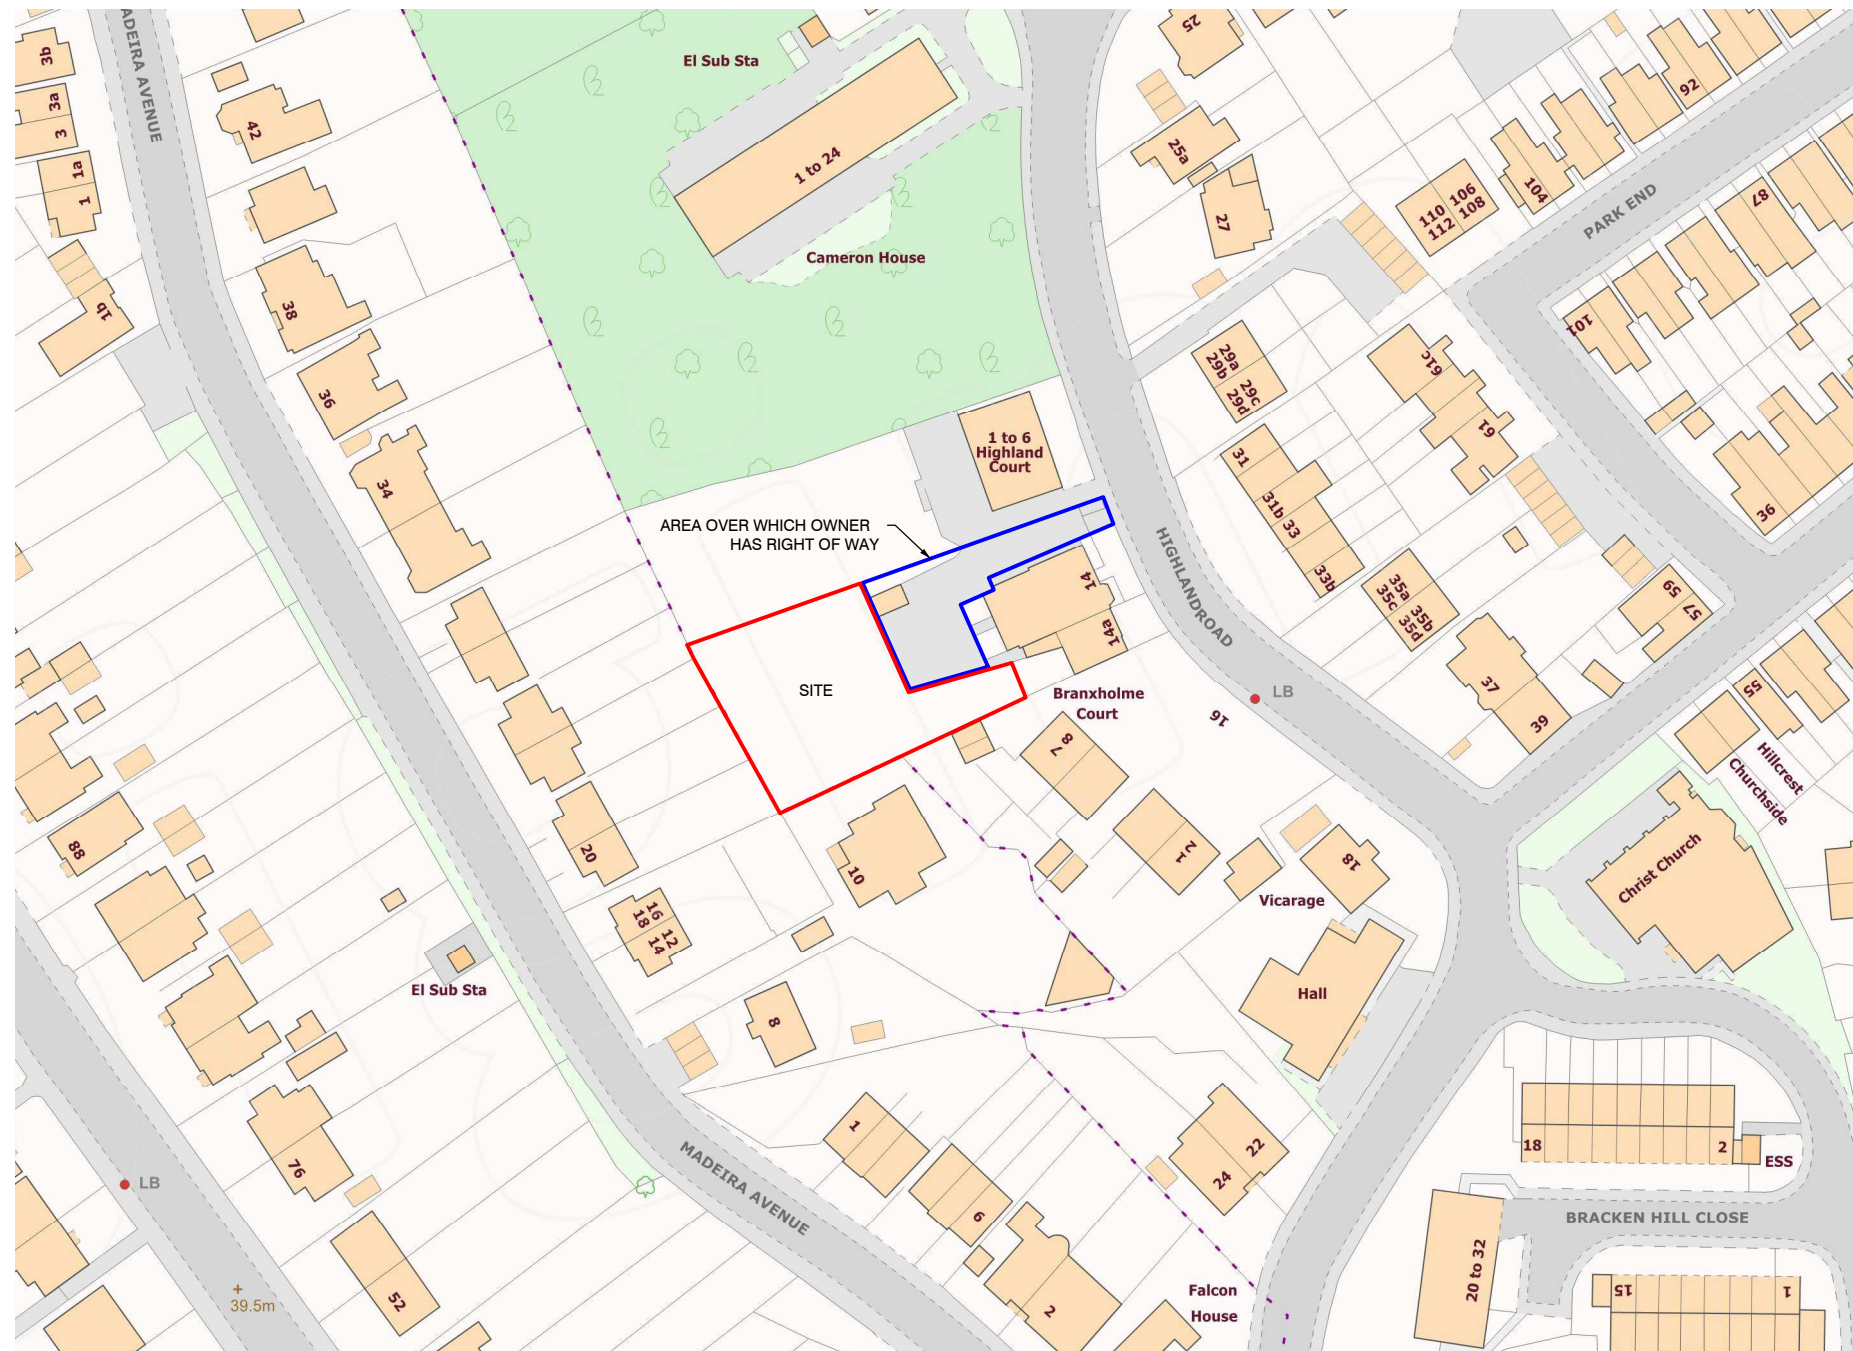 MADEIRA AVENUE
3b
3a
3
1a
1
1b
42
38
36
34
El Sub Sta
1 to 24
Cameron House
25
25a
27
92
104
110 106
112 108
PARK END
87
101
29a
29b
29c
29d
61c
61
1 to 6
Highland
Court
AREA OVER WHICH OWNER
HAS RIGHT OF WAY
31
31b
33
33b
HIGHLANDROAD
36
14
14a
35a
35b
35c
35d
59
57
SITE
Branxholme
Court
16
LB
37
39
55
Hillcrest
Churchside
8
7
88
20
10
2
1
18
Vicarage
Christ Church
16
18
12
14
El Sub Sta
Hall
8
1
MADEIRA AVENUE
22
24
18
2
ESS
76
LB
6
BRACKEN HILL CLOSE
20 to 32
39.5m
52
2
Falcon
House
15
1